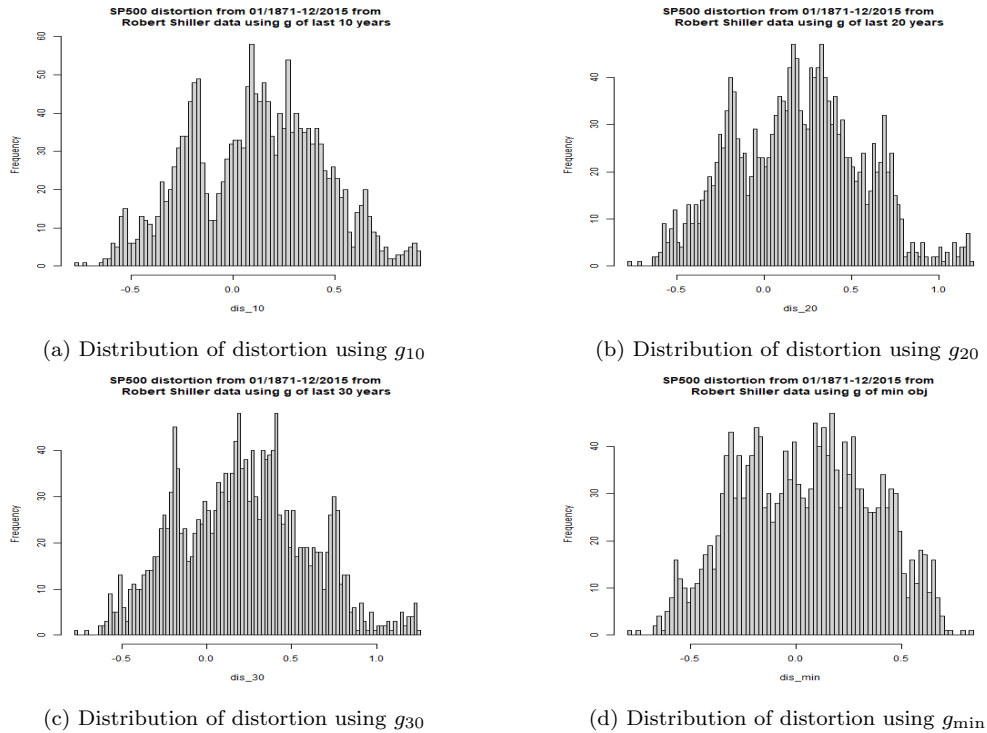 SP500 distortion from 01/1871-12/2015 from
Robert Shiller data using g of last 10 years
Frequency
60
50
40
30
20
10
0
-0.5 0.0 0.5
dis_10
(a) Distribution of distortion using g10
SP500 distortion from 01/1871-12/2015 from
Robert Shiller data using g of last 20 years
Frequency
40
30
20
10
0
-0.5 0.0 0.5 1.0
dis_20
(b) Distribution of distortion using g20
SP500 distortion from 01/1871-12/2015 from
Robert Shiller data using g of last 30 years
Frequency
40
30
20
10
0
-0.5 0.0 0.5 1.0
dis_30
(c) Distribution of distortion using g30
SP500 distortion from 01/1871-12/2015 from
Robert Shiller data using g of min obj
Frequency
40
30
20
10
0
-0.5 0.0 0.5
dis_min
(d) Distribution of distortion using gmin